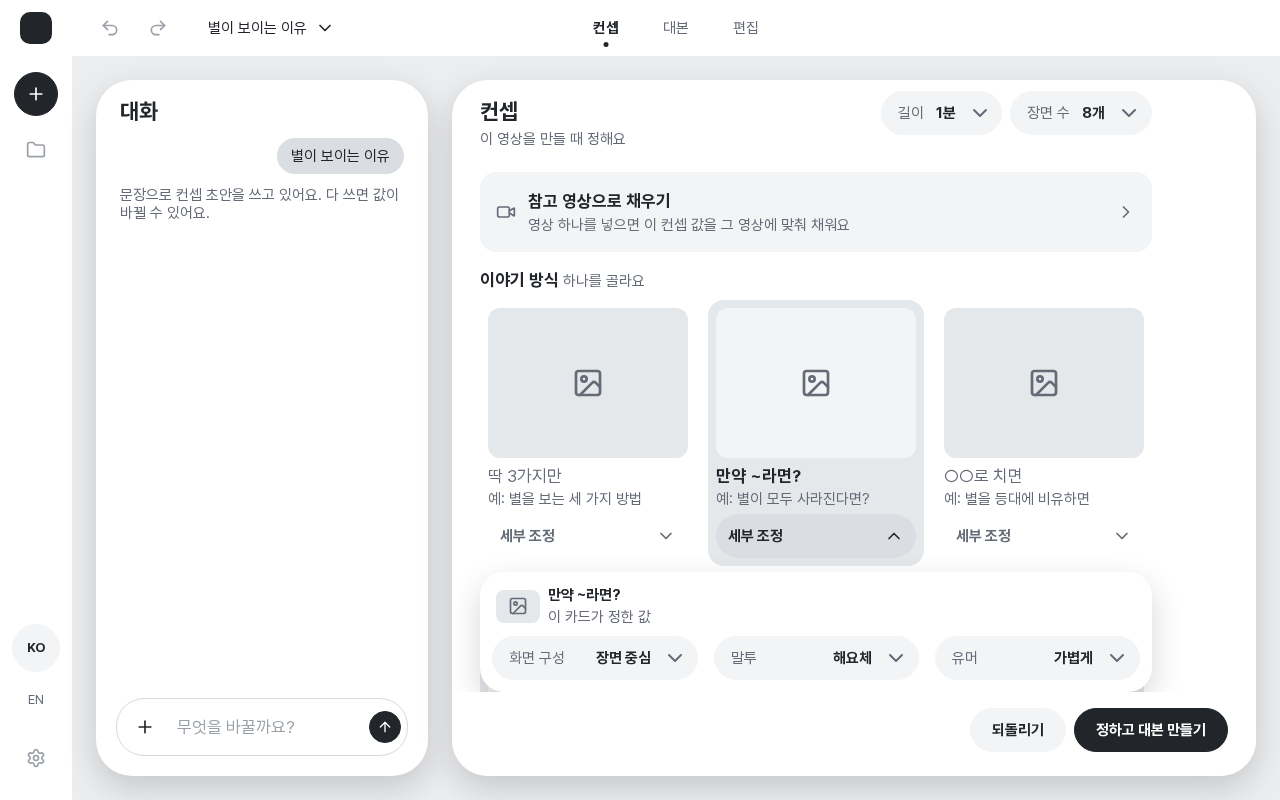 별이 보이는 이유
컨셉
대본
편집
대화
별이 보이는 이유
문장으로 컨셉 초안을 쓰고 있어요. 다 쓰면 값이
바뀔 수 있어요.
KO
EN
무엇을 바꿀까요?
컨셉
이 영상을 만들 때 정해요
길이 1분
장면 수 8개
참고 영상으로 채우기
영상 하나를 넣으면 이 컨셉 값을 그 영상에 맞춰 채워요
이야기 방식 하나를 골라요
딱 3가지만
예: 별을 보는 세 가지 방법
세부 조정
만약 ~라면?
예: 별이 모두 사라진다면?
세부 조정
○○로 치면
예: 별을 등대에 비유하면
세부 조정
만약 ~라면?
이 카드가 정한 값
화면 구성 장면 중심
말투 해요체
유머 가볍게
되돌리기
정하고 대본 만들기